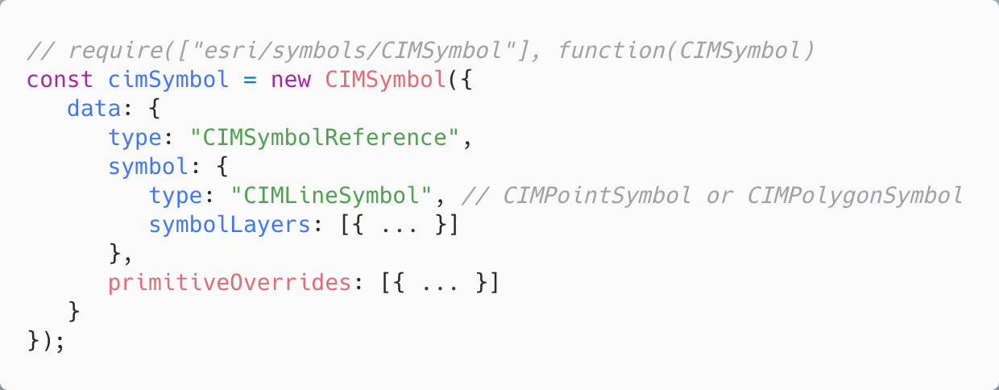 // require(["esri/symbols/CIMSymbol"], function(CIMSymbol)
const cimSymbol = new CIMSymbol({
   data: {
      type: "CIMSymbolReference",
      symbol: {
         type: "CIMLineSymbol", // CIMPointSymbol or CIMPolygonSymbol
         symbolLayers: [{ ... }]
      },
      primitiveOverrides: [{ ... }]
   }
});